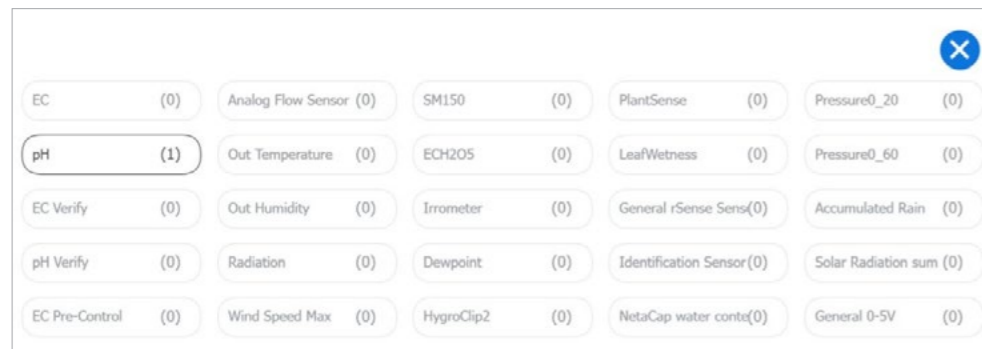 EC (0) Analog Flow Sensor (0) SM150 (0) PlantSense (0) Pressure0_20 (0)
pH (1) Out Temperature (0) ECH2O5 (0) LeafWetness (0) Pressure0_60 (0)
EC Verify (0) Out Humidity (0) Irrometer (0) General rSense Sens(0) Accumulated Rain (0)
pH Verify (0) Radiation (0) Dewpoint (0) Identification Sensor(0) Solar Radiation sum (0)
EC Pre-Control (0) Wind Speed Max (0) HygroClip2 (0) NetaCap water conte(0) General 0-5V (0)